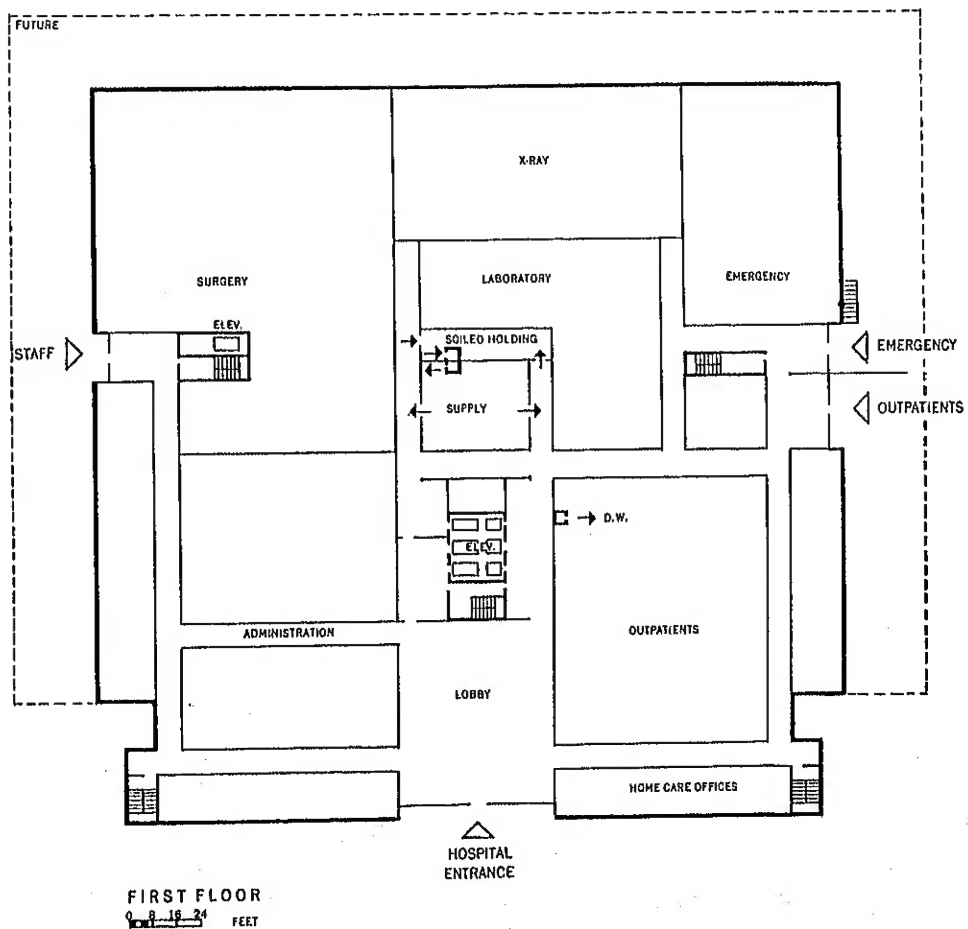 FUTURE
X-RAY
SURGERY
LABORATORY
EMERGENCY
ELEV.
SOILED HOLDING
STAFF
EMERGENCY
SUPPLY
OUTPATIENTS
D.W.
ELEV.
ADMINISTRATION
OUTPATIENTS
LOBBY
HOME CARE OFFICES
HOSPITAL
ENTRANCE
FIRST FLOOR
0 8 16 24
FEET